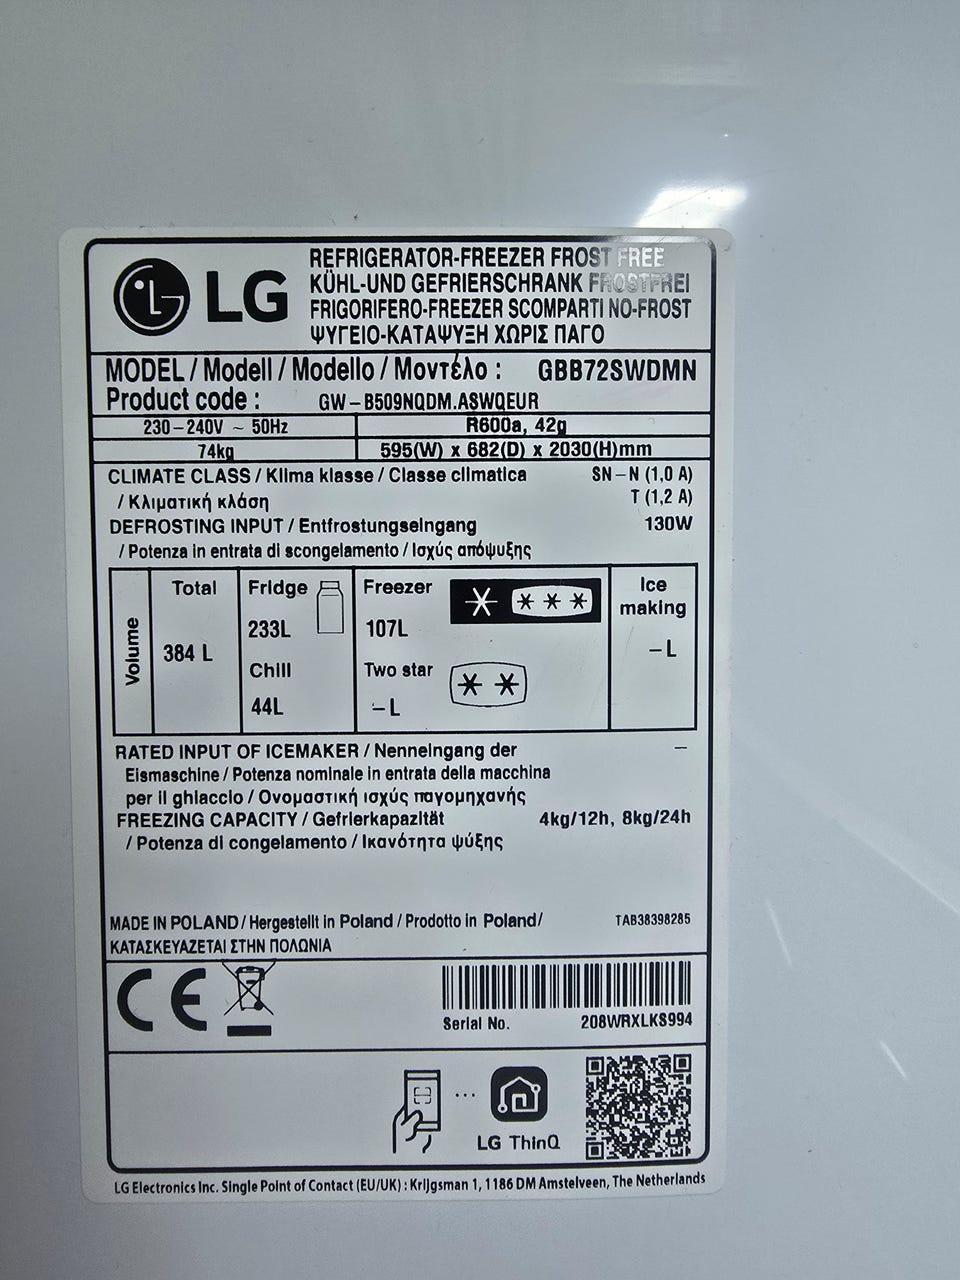 LG
REFRIGERATOR-FREEZER FROST FREE
KÜHL-UND GEFRIERSCHRANK FROSTFREI
FRIGORIFERO-FREEZER SCOMPARTI NO-FROST
ΨΥΓΕΙΟ-ΚΑΤΑΨΥΞΗ ΧΩΡΙΣ ΠΑΓΟ
MODEL / Modell / Modello / Μοντέλο : GBB72SWDMN
Product code : GW-B509NQDM.ASWQEUR
230-240V ~ 50Hz R600a, 42g
74kg 595(W) x 682(D) x 2030(H)mm
CLIMATE CLASS / Klima klasse / Classe climatica SN-N (1,0 A)
/ Κλιματική κλάση T (1,2 A)
DEFROSTING INPUT / Entfrostungseingang 130W
/ Potenza in entrata di scongelamento / Ισχύς απόψυξης
Volume
Total
384 L
Fridge
233L
Chill
44L
Freezer
107L
Two star
-L
Ice
making
-L
RATED INPUT OF ICEMAKER / Nenneingang der –
Eismaschine / Potenza nominale in entrata della macchina
per il ghiaccio / Ονομαστική ισχύς παγομηχανής
FREEZING CAPACITY / Gefrierkapazität 4kg/12h, 8kg/24h
/ Potenza di congelamento / Ικανότητα ψύξης
MADE IN POLAND / Hergestellt in Poland / Prodotto in Poland/ TAB38398285
ΚΑΤΑΣΚΕΥΑΖΕΤΑΙ ΣΤΗΝ ΠΟΛΩΝΙΑ
CE
Serial No. 208WRXLKS994
LG ThinQ
LG Electronics Inc. Single Point of Contact (EU/UK) : Krijgsman 1, 1186 DM Amstelveen, The Netherlands